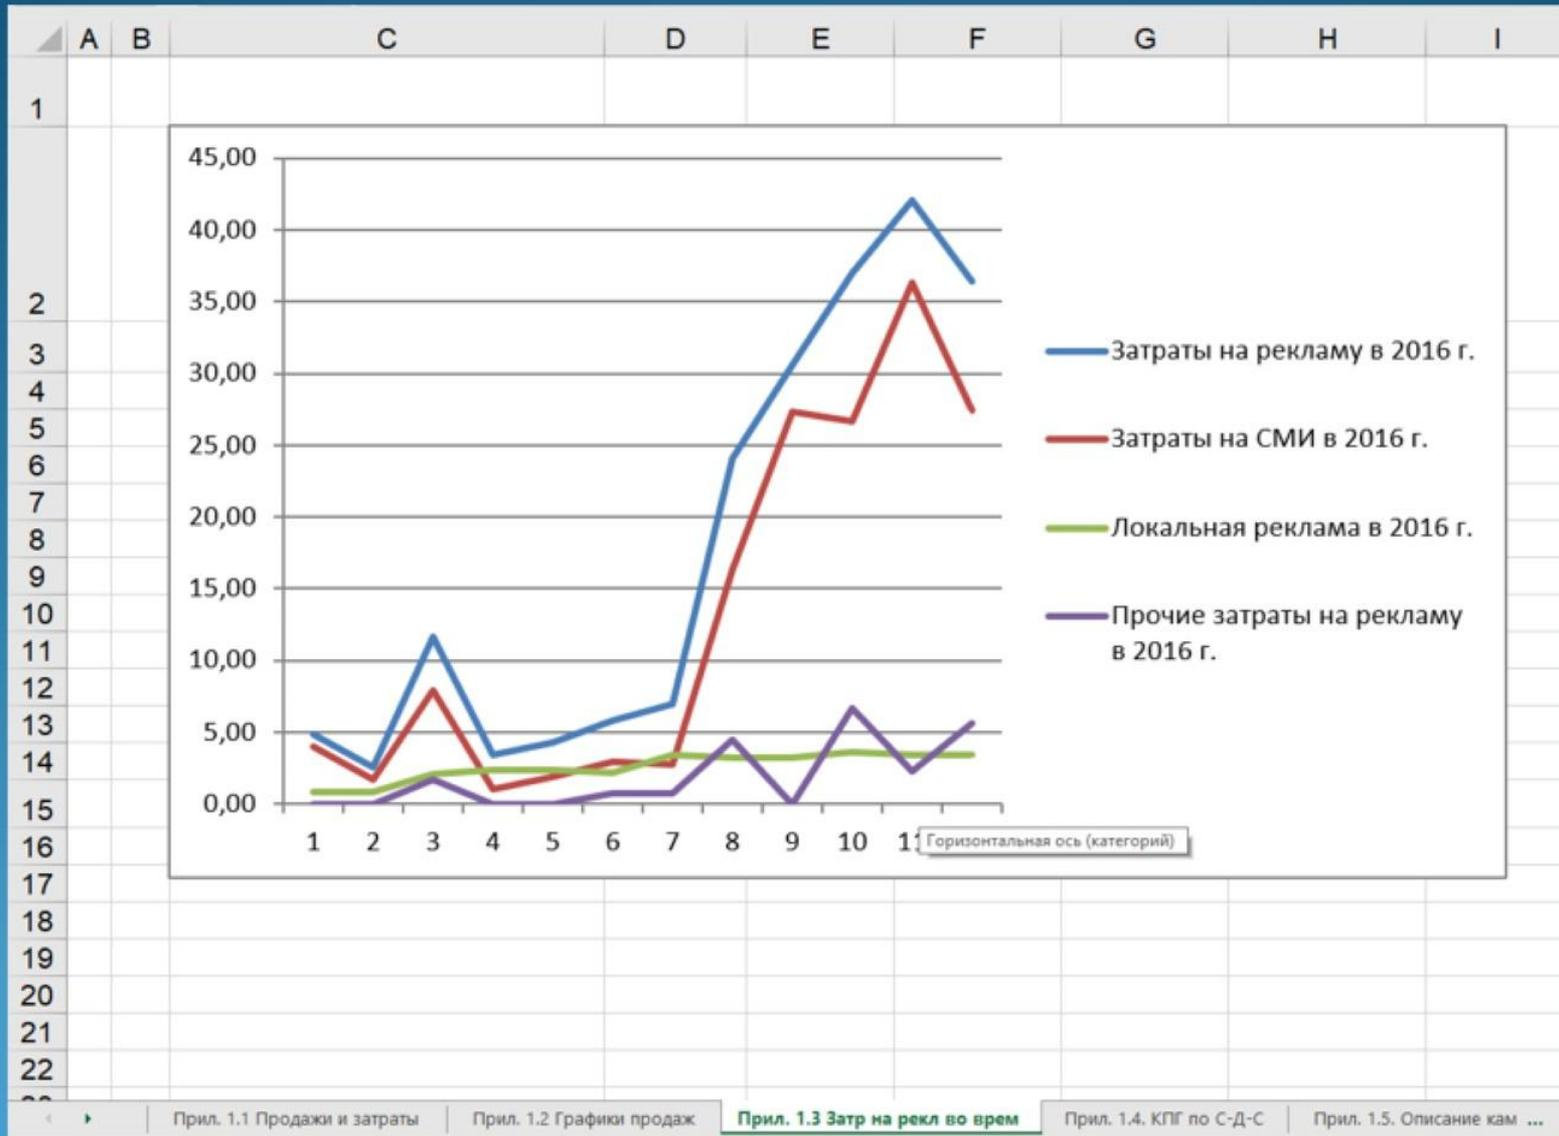 A B C D E F G H I
1
45,00
40,00
2
35,00
3
Затраты на рекламу в 2016 г.
30,00
4
5
Затраты на СМИ в 2016 г.
25,00
6
7
20,00
Локальная реклама в 2016 г.
8
9
15,00
10
Прочие затраты на рекламу
11
в 2016 г.
10,00
12
13
5,00
14
15
0,00
16
1 2 3 4 5 6 7 8 9 10 11
Горизонтальная ось (категорий)
17
18
19
20
21
22
Прил. 1.1 Продажи и затраты
Прил. 1.2 Графики продаж
Прил. 1.3 Затр на рекл во врем
Прил. 1.4. КПГ по С-Д-С
Прил. 1.5. Описание кам ...